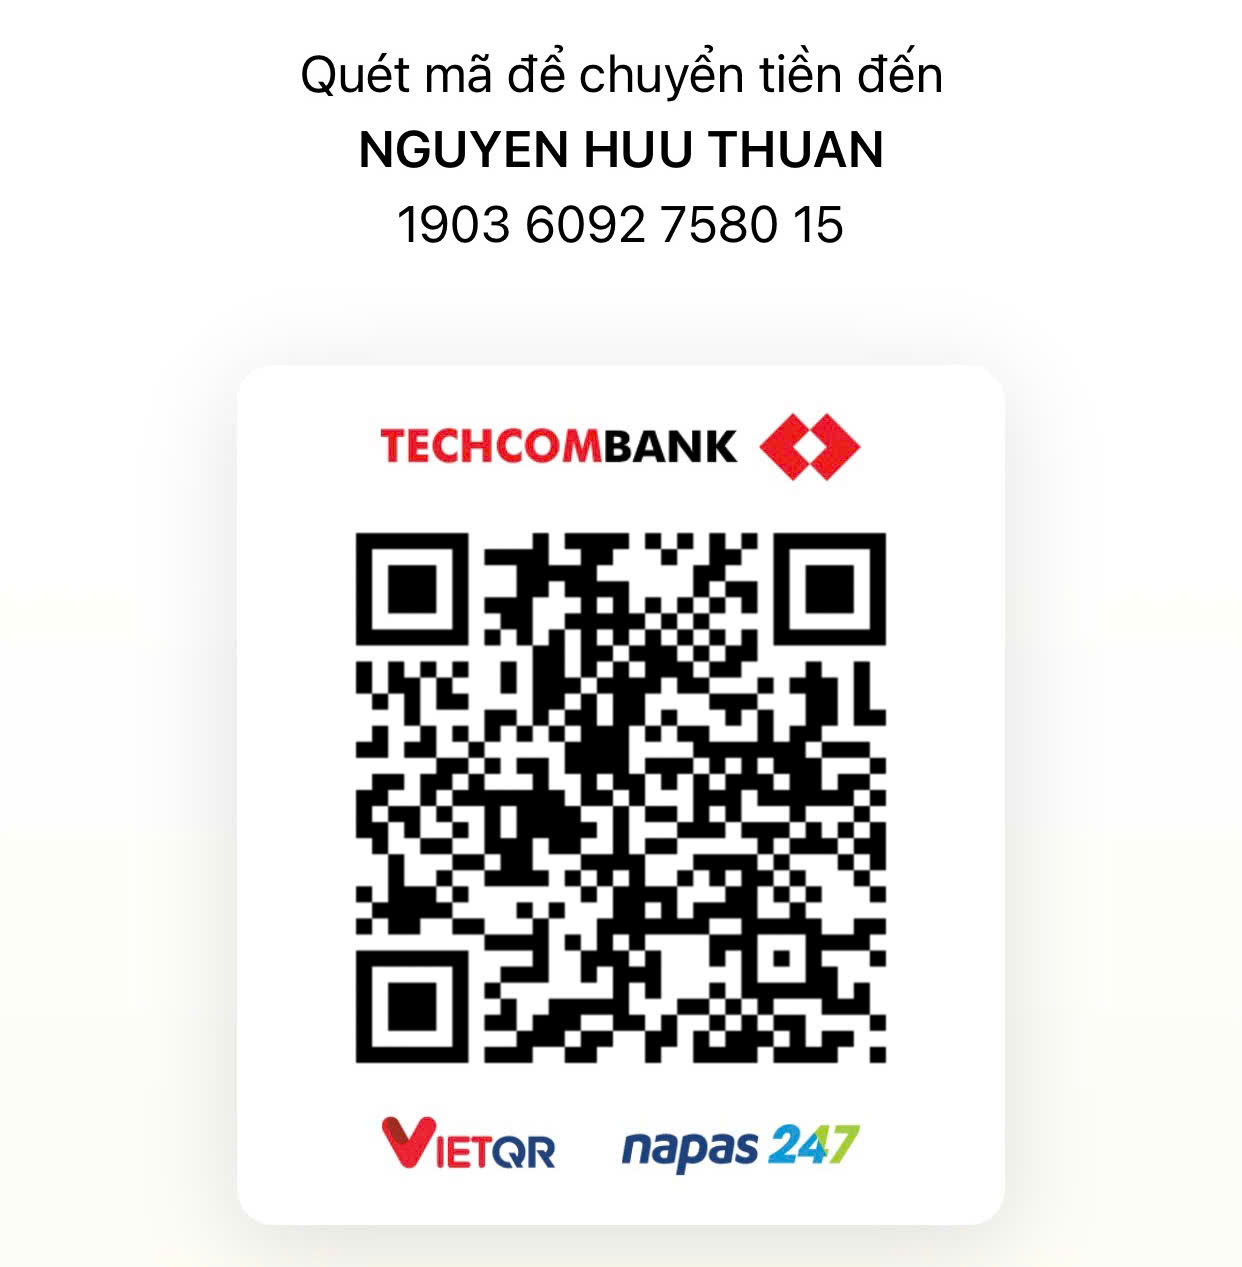 Quét mã để chuyển tiền đến
NGUYEN HUU THUAN
1903 6092 7580 15
TECHCOMBANK
VIETQR
napas 247